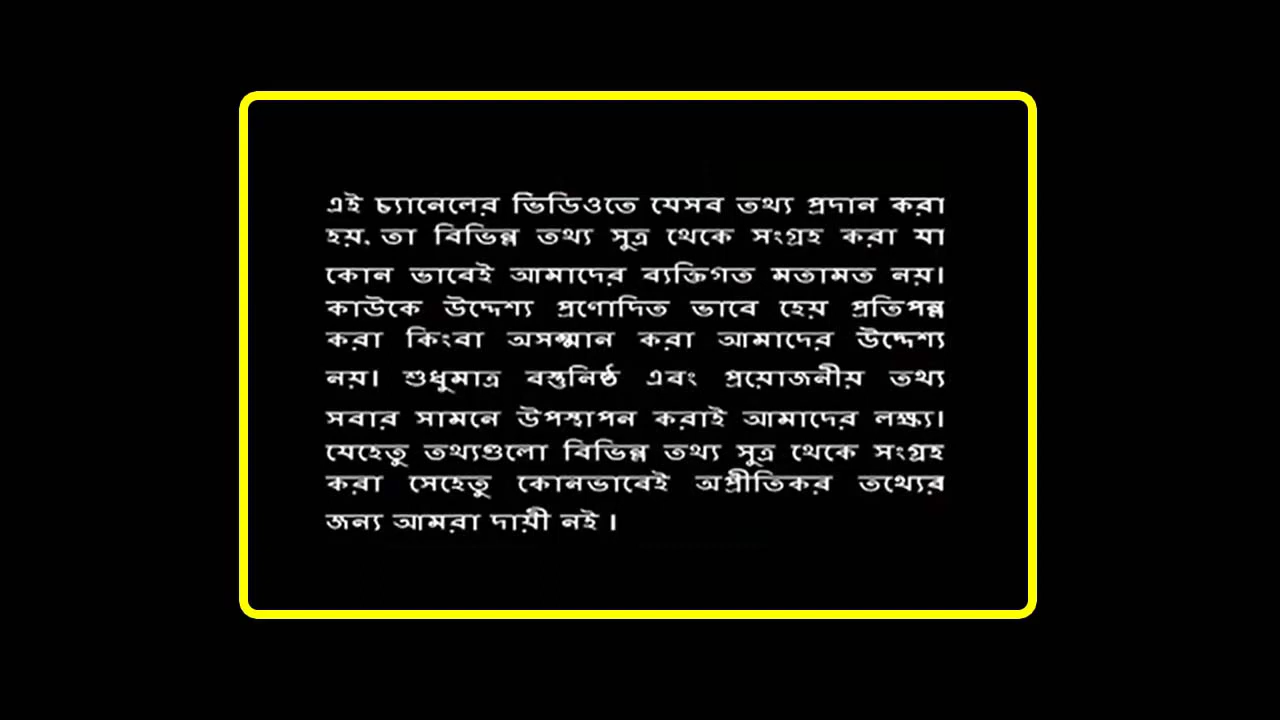 এই চ্যানেলের ভিডিওতে যেসব তথ্য প্রদান করা
হয়, তা বিভিন্ন তথ্য সুত্র থেকে সংগ্রহ করা যা
কোন ভাবেই আমাদের ব্যক্তিগত মতামত নয়।
কাউকে উদ্দেশ্য প্রণোদিত ভাবে হেয় প্রতিপন্ন
করা কিংবা অসম্মান করা আমাদের উদ্দেশ্য
নয়। শুধুমাত্র বস্তুনিষ্ঠ এবং প্রয়োজনীয় তথ্য
সবার সামনে উপস্থাপন করাই আমাদের লক্ষ্য।
যেহেতু তথ্যগুলো বিভিন্ন তথ্য সুত্র থেকে সংগ্রহ
করা সেহেতু কোনভাবেই অপ্রীতিকর তথ্যের
জন্য আমরা দায়ী নই ।